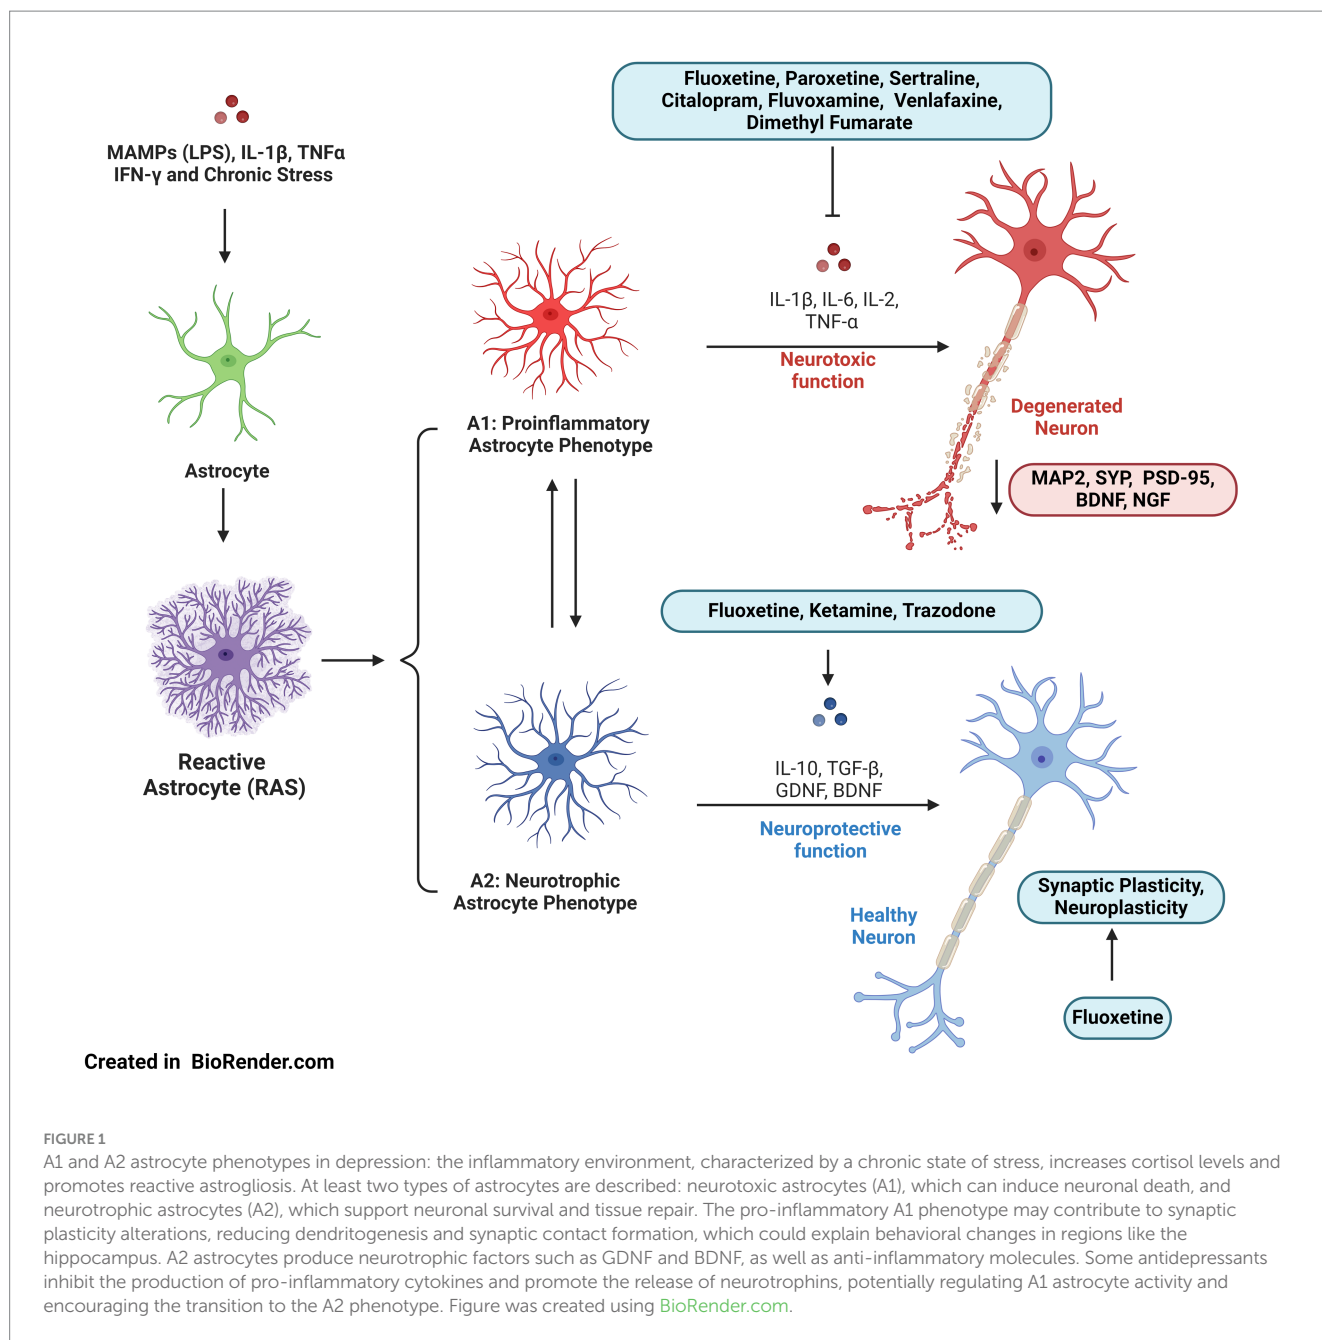 Fluoxetine, Paroxetine, Sertraline,
Citalopram, Fluvoxamine, Venlafaxine,
Dimethyl Fumarate
MAMPs (LPS), IL-1β, TNFα
IFN-γ and Chronic Stress
IL-1β, IL-6, IL-2,
TNF-α
Neurotoxic
function
Astrocyte
A1: Proinflammatory
Astrocyte Phenotype
Degenerated
Neuron
MAP2, SYP, PSD-95,
BDNF, NGF
Fluoxetine, Ketamine, Trazodone
Reactive
Astrocyte (RAS)
IL-10, TGF-β,
GDNF, BDNF
Neuroprotective
function
A2: Neurotrophic
Astrocyte Phenotype
Healthy
Neuron
Synaptic Plasticity,
Neuroplasticity
Fluoxetine
Created in BioRender.com
FIGURE 1
A1 and A2 astrocyte phenotypes in depression: the inflammatory environment, characterized by a chronic state of stress, increases cortisol levels and
promotes reactive astrogliosis. At least two types of astrocytes are described: neurotoxic astrocytes (A1), which can induce neuronal death, and
neurotrophic astrocytes (A2), which support neuronal survival and tissue repair. The pro-inflammatory A1 phenotype may contribute to synaptic
plasticity alterations, reducing dendritogenesis and synaptic contact formation, which could explain behavioral changes in regions like the
hippocampus. A2 astrocytes produce neurotrophic factors such as GDNF and BDNF, as well as anti-inflammatory molecules. Some antidepressants
inhibit the production of pro-inflammatory cytokines and promote the release of neurotrophins, potentially regulating A1 astrocyte activity and
encouraging the transition to the A2 phenotype. Figure was created using BioRender.com.